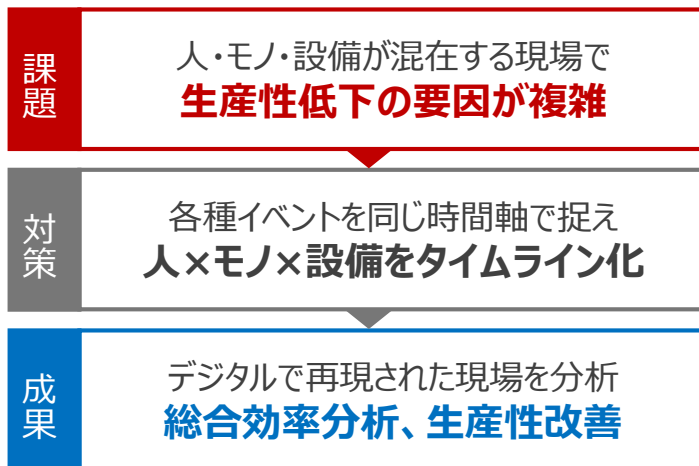 課題
人・モノ・設備が混在する現場で
生産性低下の要因が複雑
対策
各種イベントを同じ時間軸で捉え
人×モノ×設備をタイムライン化
成果
デジタルで再現された現場を分析
総合効率分析、生産性改善